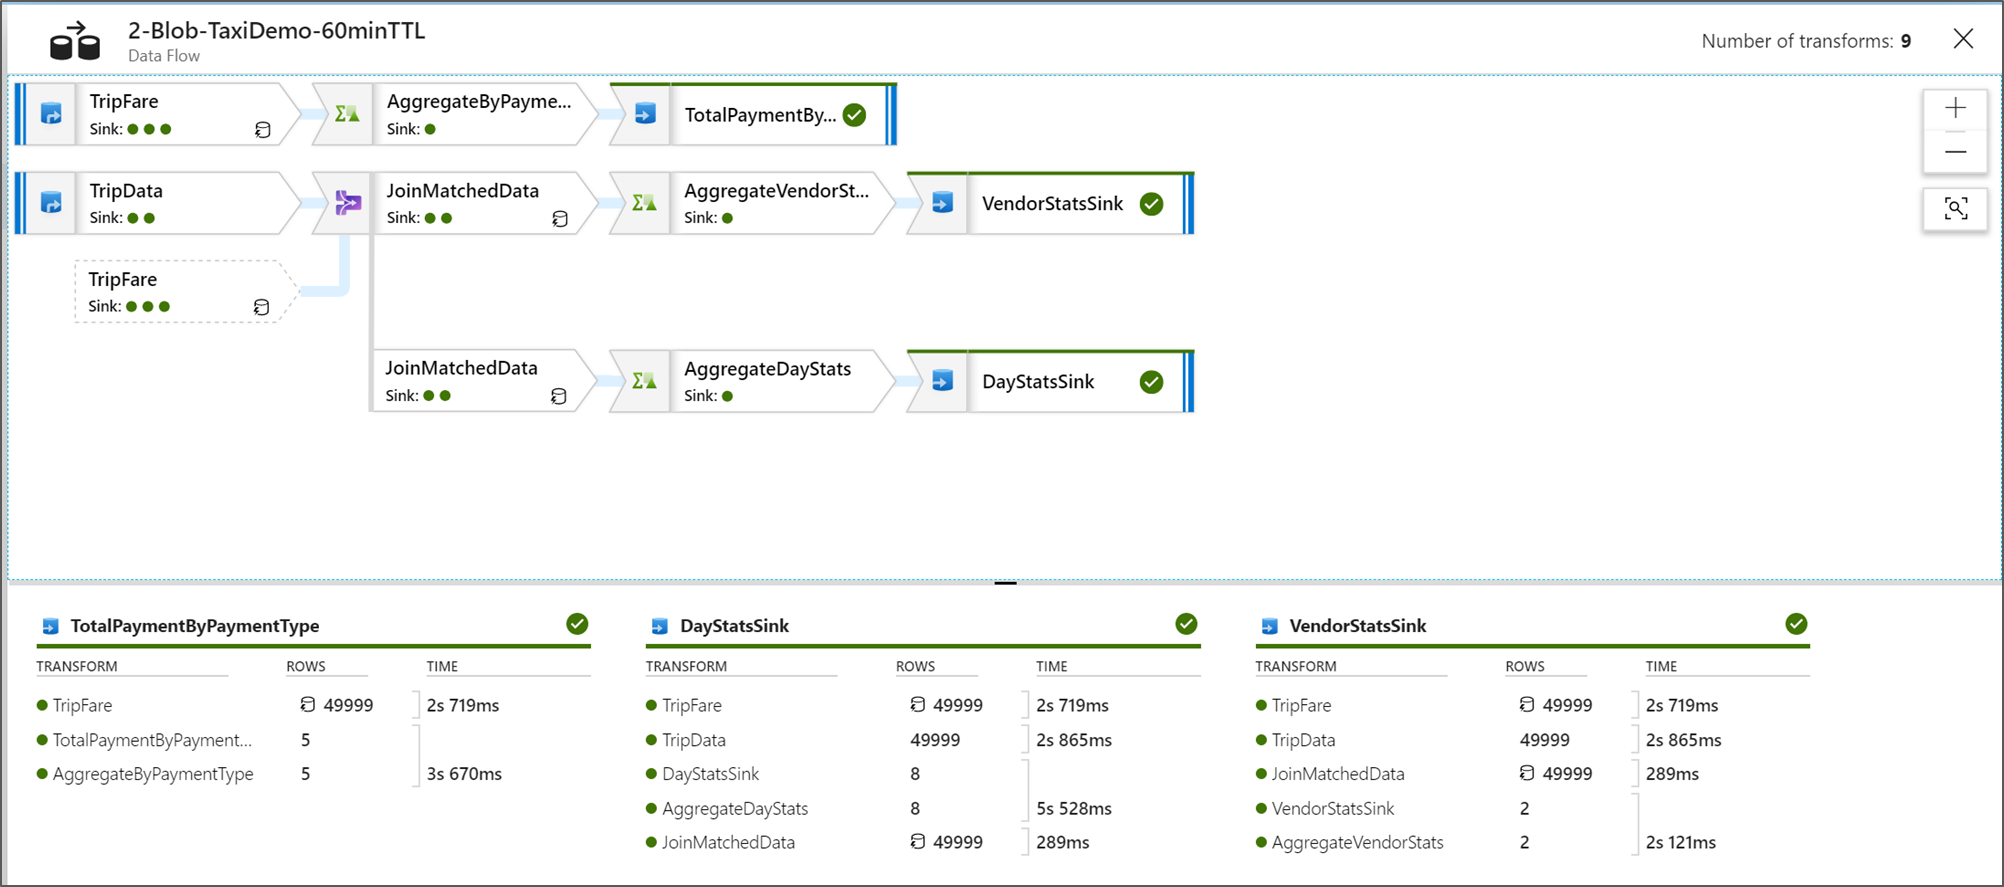 2-Blob-TaxiDemo-60minTTL
Data Flow
Number of transforms: 9
TripFare
Sink:
AggregateByPayme...
Sink:
TotalPaymentBy...
TripData
Sink:
JoinMatchedData
Sink:
AggregateVendorSt...
Sink:
VendorStatsSink
TripFare
Sink:
JoinMatchedData
Sink:
AggregateDayStats
Sink:
DayStatsSink
TotalPaymentByPaymentType
TRANSFORM ROWS TIME
TripFare 49999 2s 719ms
TotalPaymentByPayment... 5
AggregateByPaymentType 5 3s 670ms
DayStatsSink
TRANSFORM ROWS TIME
TripFare 49999 2s 719ms
TripData 49999 2s 865ms
DayStatsSink 8
AggregateDayStats 8 5s 528ms
JoinMatchedData 49999 289ms
VendorStatsSink
TRANSFORM ROWS TIME
TripFare 49999 2s 719ms
TripData 49999 2s 865ms
JoinMatchedData 49999 289ms
VendorStatsSink 2
AggregateVendorStats 2 2s 121ms